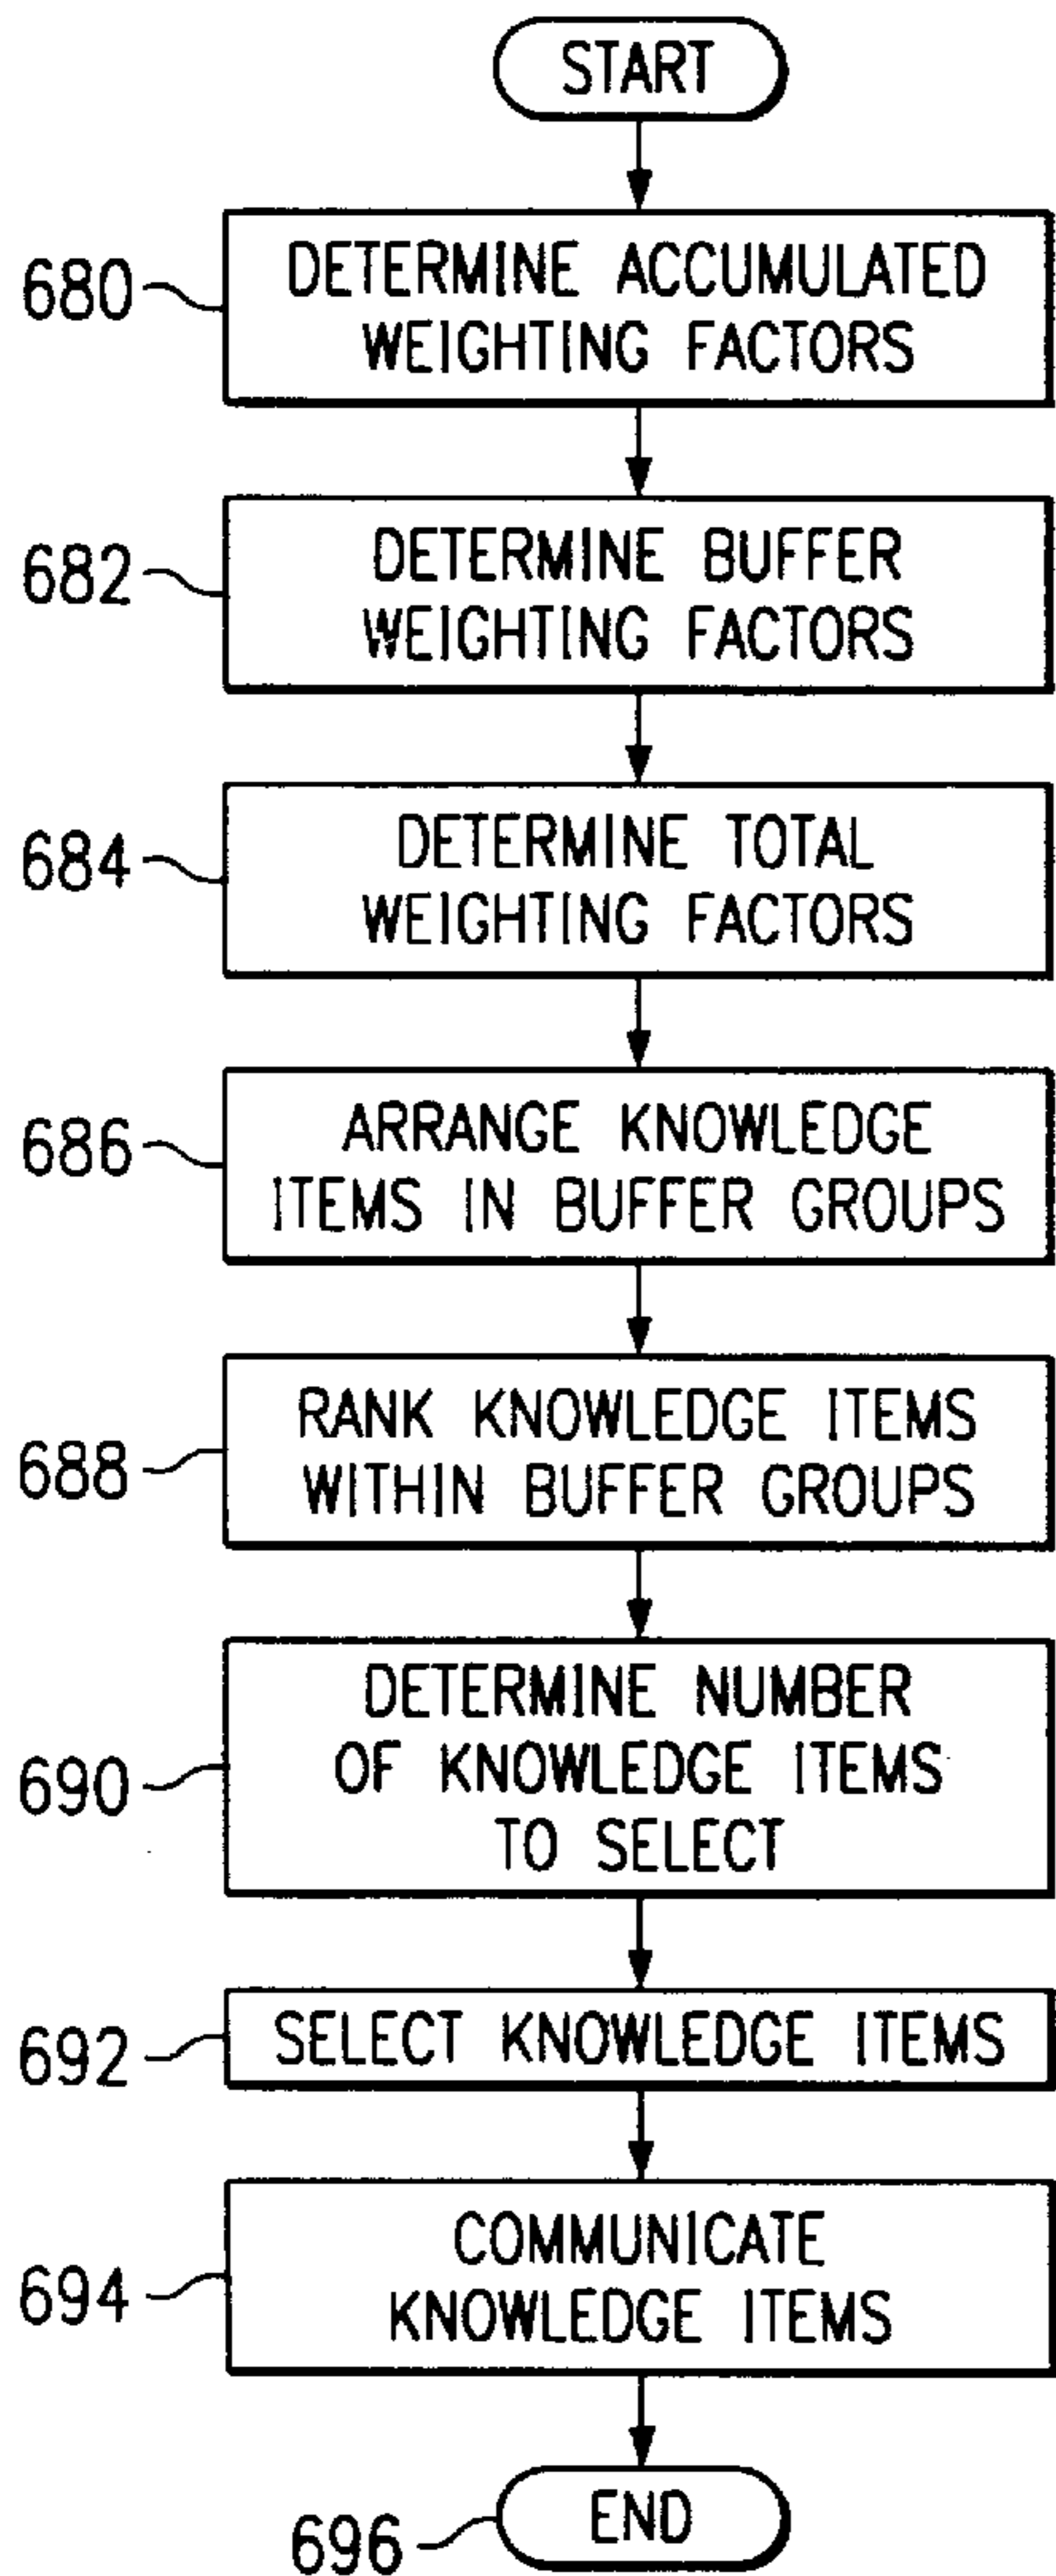 START
680
DETERMINE ACCUMULATED
WEIGHTING FACTORS
682
DETERMINE BUFFER
WEIGHTING FACTORS
684
DETERMINE TOTAL
WEIGHTING FACTORS
686
ARRANGE KNOWLEDGE
ITEMS IN BUFFER GROUPS
688
RANK KNOWLEDGE ITEMS
WITHIN BUFFER GROUPS
690
DETERMINE NUMBER
OF KNOWLEDGE ITEMS
TO SELECT
692
SELECT KNOWLEDGE ITEMS
694
COMMUNICATE
KNOWLEDGE ITEMS
696
END